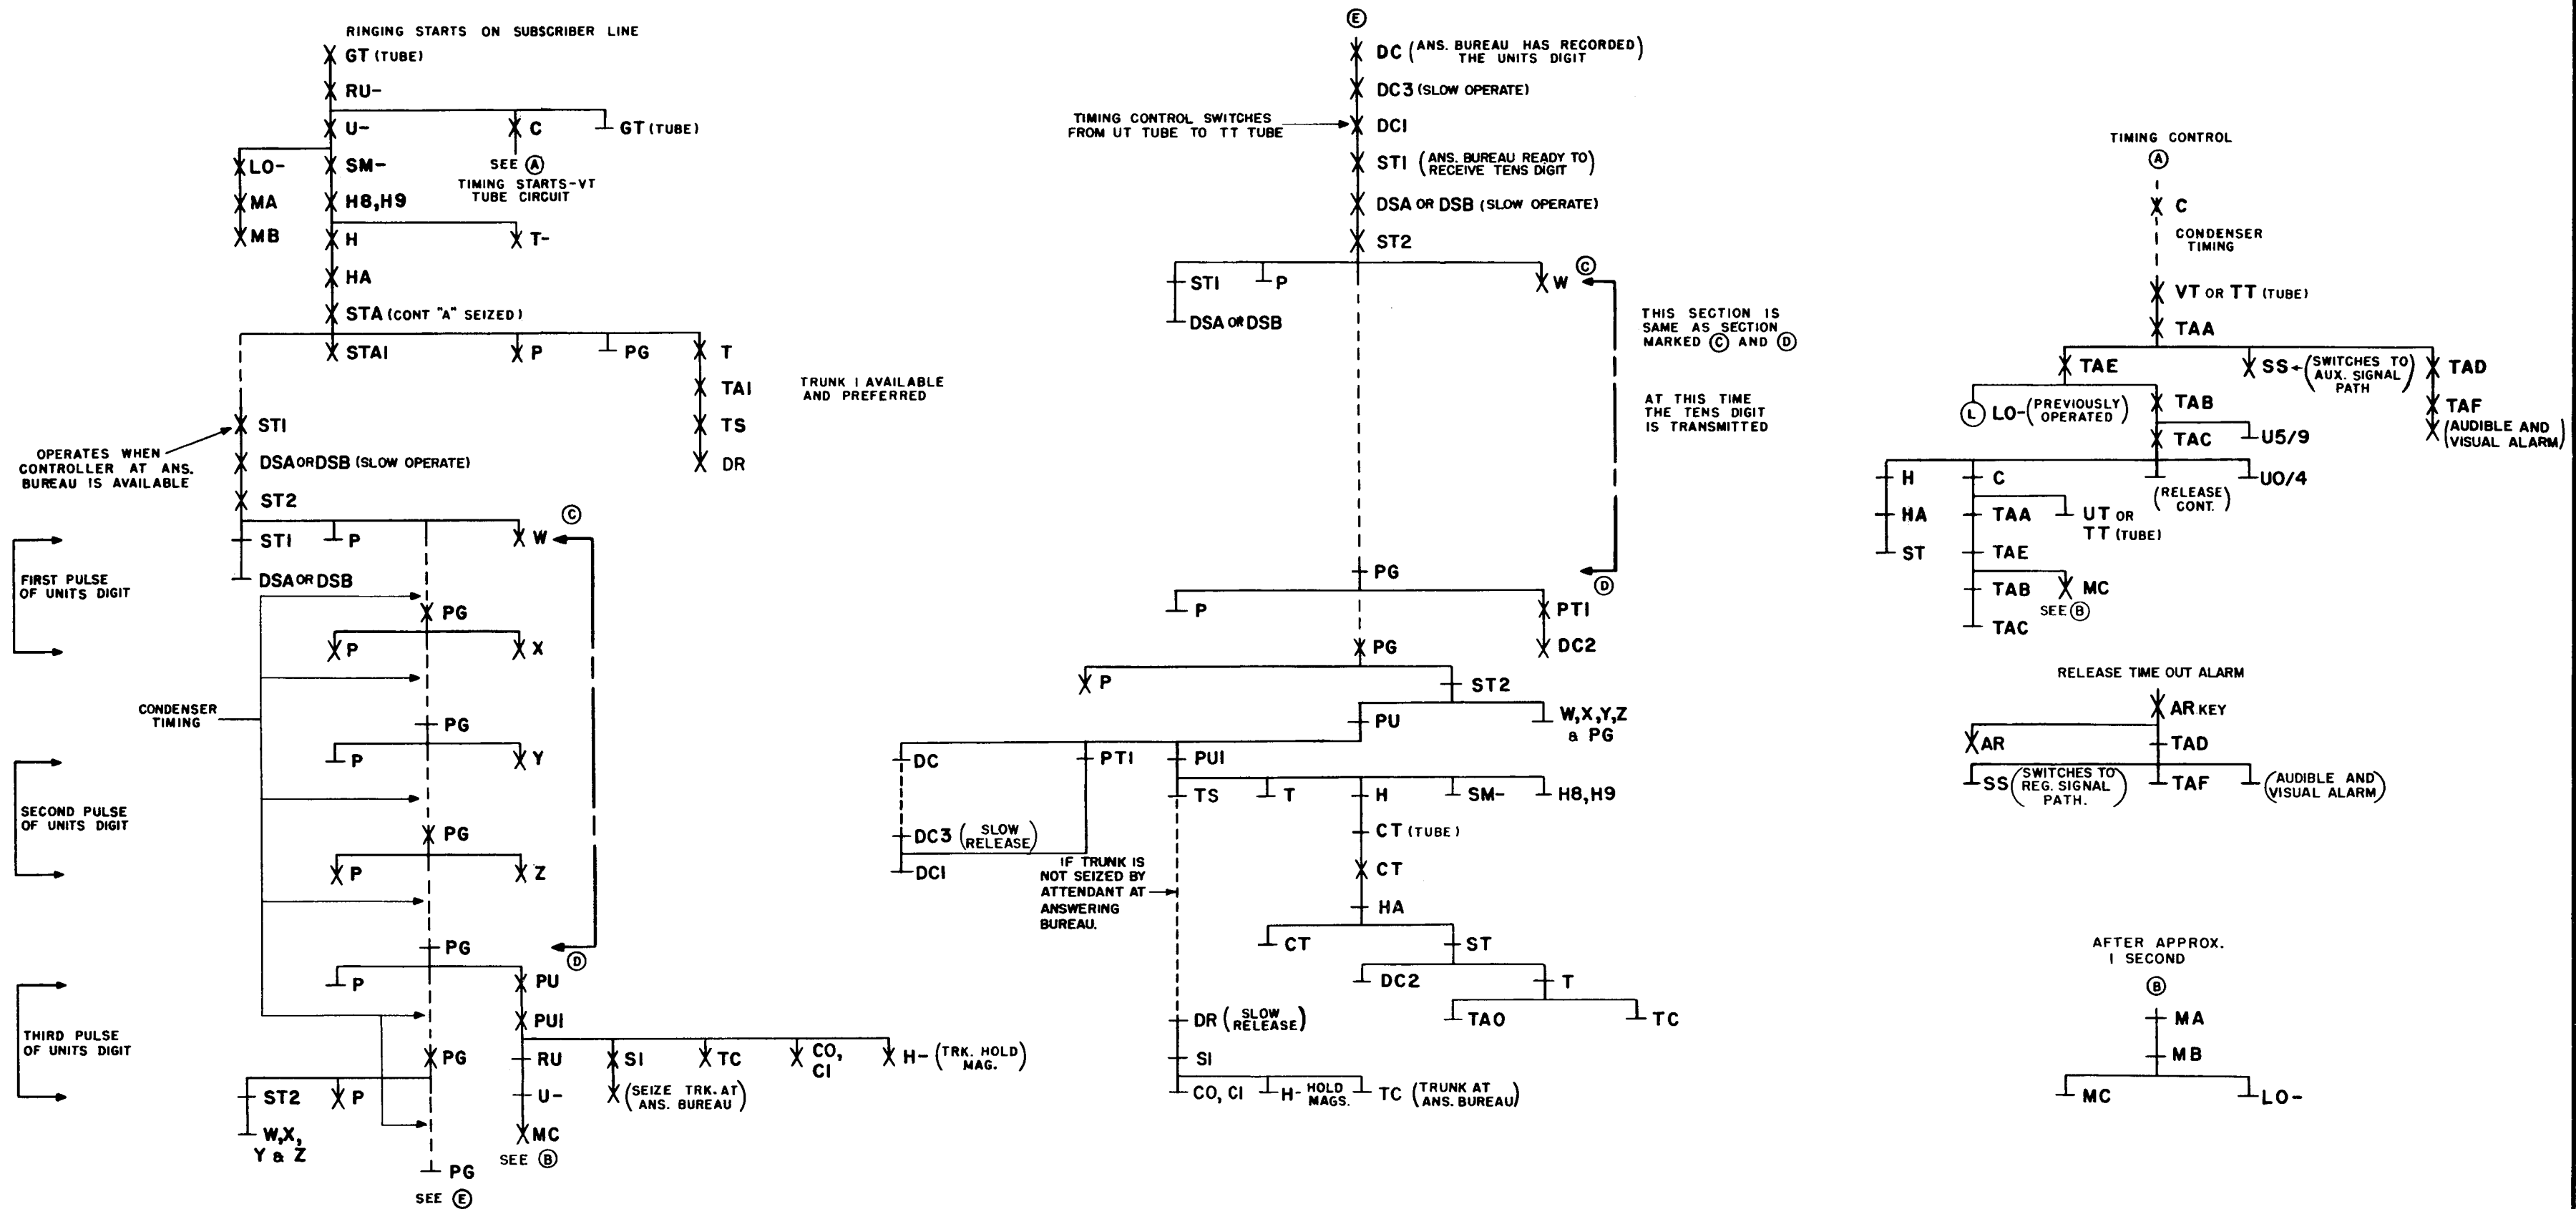 RINGING STARTS ON SUBSCRIBER LINE
GT (TUBE)
RU-
U-
C
GT (TUBE)
SEE Ⓐ
TIMING STARTS-VT
TUBE CIRCUIT
LO-
SM-
MA
H8,H9
MB
H
T-
HA
STA (CONT "A" SEIZED)
STA1
P
PG
T
TA1
TRUNK 1 AVAILABLE
AND PREFERRED
TS
DR
ST1
OPERATES WHEN
CONTROLLER AT ANS.
BUREAU IS AVAILABLE
DSA OR DSB (SLOW OPERATE)
ST2
ST1
P
W
Ⓒ
DSA OR DSB
FIRST PULSE
OF UNITS DIGIT
PG
P
X
CONDENSER
TIMING
PG
P
Y
SECOND PULSE
OF UNITS DIGIT
PG
P
Z
PG
Ⓓ
P
PU
PU1
THIRD PULSE
OF UNITS DIGIT
PG
RU
S1
TC
CO,
C1
H- (TRK. HOLD
MAG.)
ST2
P
U-
(SEIZE TRK. AT
ANS. BUREAU)
W,X,
Y & Z
MC
SEE Ⓑ
PG
SEE Ⓔ
Ⓔ
DC (ANS. BUREAU HAS RECORDED
THE UNITS DIGIT)
DC3 (SLOW OPERATE)
TIMING CONTROL SWITCHES
FROM UT TUBE TO TT TUBE
DC1
ST1 (ANS. BUREAU READY TO
RECEIVE TENS DIGIT)
DSA OR DSB (SLOW OPERATE)
ST2
ST1
P
W
Ⓒ
DSA OR DSB
THIS SECTION IS
SAME AS SECTION
MARKED Ⓒ AND Ⓓ
AT THIS TIME
THE TENS DIGIT
IS TRANSMITTED
PG
Ⓓ
P
PT1
PG
DC2
P
ST2
PU
W,X,Y,Z
& PG
DC
PT1
PU1
TS
T
H
SM-
H8,H9
DC3 (SLOW
RELEASE)
CT (TUBE)
DC1
IF TRUNK IS
NOT SEIZED BY
ATTENDANT AT
ANSWERING
BUREAU.
CT
HA
CT
ST
DC2
T
TAO
TC
DR (SLOW
RELEASE)
S1
CO, C1
H- HOLD
MAGS.
TC (TRUNK AT
ANS. BUREAU)
TIMING CONTROL
Ⓐ
C
CONDENSER
TIMING
VT OR TT (TUBE)
TAA
TAE
SS (SWITCHES TO
AUX. SIGNAL
PATH)
TAD
Ⓛ LO- (PREVIOUSLY
OPERATED)
TAB
TAF
(AUDIBLE AND
VISUAL ALARM)
TAC
U5/9
H
C
(RELEASE
CONT.)
UO/4
HA
TAA
UT OR
TT (TUBE)
ST
TAE
TAB
MC
SEE Ⓑ
TAC
RELEASE TIME OUT ALARM
AR KEY
AR
TAD
SS (SWITCHES TO
REG. SIGNAL
PATH.)
TAF
(AUDIBLE AND
VISUAL ALARM)
AFTER APPROX.
1 SECOND
Ⓑ
MA
MB
MC
LO-